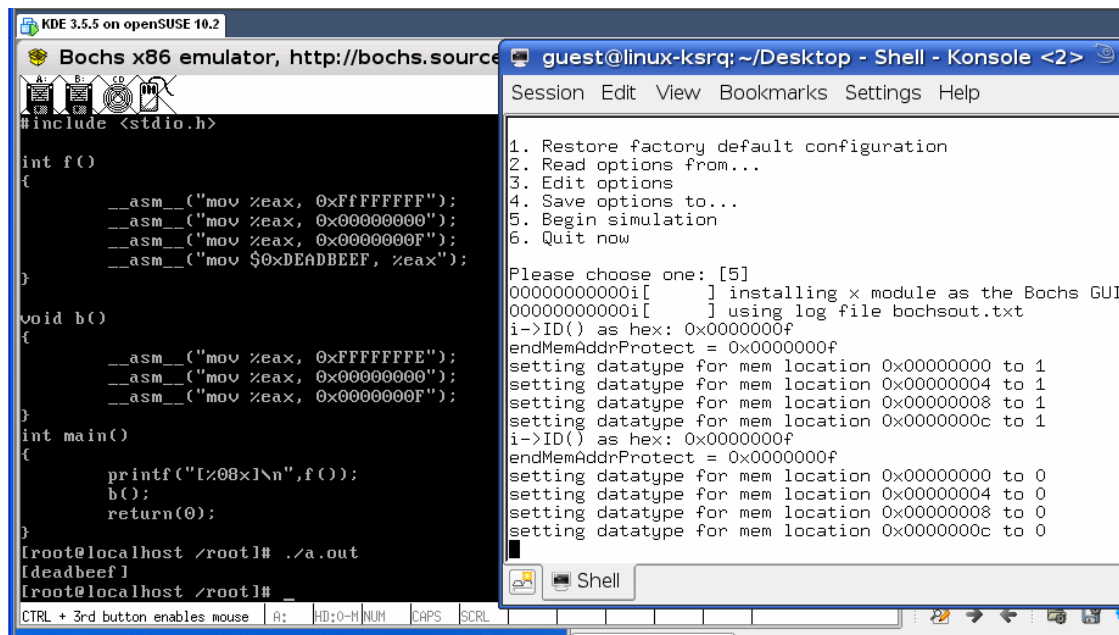 KDE 3.5.5 on openSUSE 10.2
Bochs x86 emulator, http://bochs.source
A: B: CD
#include <stdio.h>
int f()
{
__asm__("mov %eax, 0xFfFFFFFF");
__asm__("mov %eax, 0x00000000");
__asm__("mov %eax, 0x0000000F");
__asm__("mov $0xDEADBEEF, %eax");
}
void b()
{
__asm__("mov %eax, 0xFFFFFFFE");
__asm__("mov %eax, 0x00000000");
__asm__("mov %eax, 0x0000000F");
}
int main()
{
printf("[%08x]\n",f());
b();
return(0);
}
[root@localhost /root]# ./a.out
[deadbeef]
[root@localhost /root]# _
CTRL + 3rd button enables mouse A: HD:0-M NUM CAPS SCRL
guest@linux-ksrq:~/Desktop - Shell - Konsole <2>
Session Edit View Bookmarks Settings Help
1. Restore factory default configuration
2. Read options from...
3. Edit options
4. Save options to...
5. Begin simulation
6. Quit now
Please choose one: [5]
00000000000i[     ] installing x module as the Bochs GUI
00000000000i[     ] using log file bochsout.txt
i->ID() as hex: 0x0000000f
endMemAddrProtect = 0x0000000f
setting datatype for mem location 0x00000000 to 1
setting datatype for mem location 0x00000004 to 1
setting datatype for mem location 0x00000008 to 1
setting datatype for mem location 0x0000000c to 1
i->ID() as hex: 0x0000000f
endMemAddrProtect = 0x0000000f
setting datatype for mem location 0x00000000 to 0
setting datatype for mem location 0x00000004 to 0
setting datatype for mem location 0x00000008 to 0
setting datatype for mem location 0x0000000c to 0
Shell